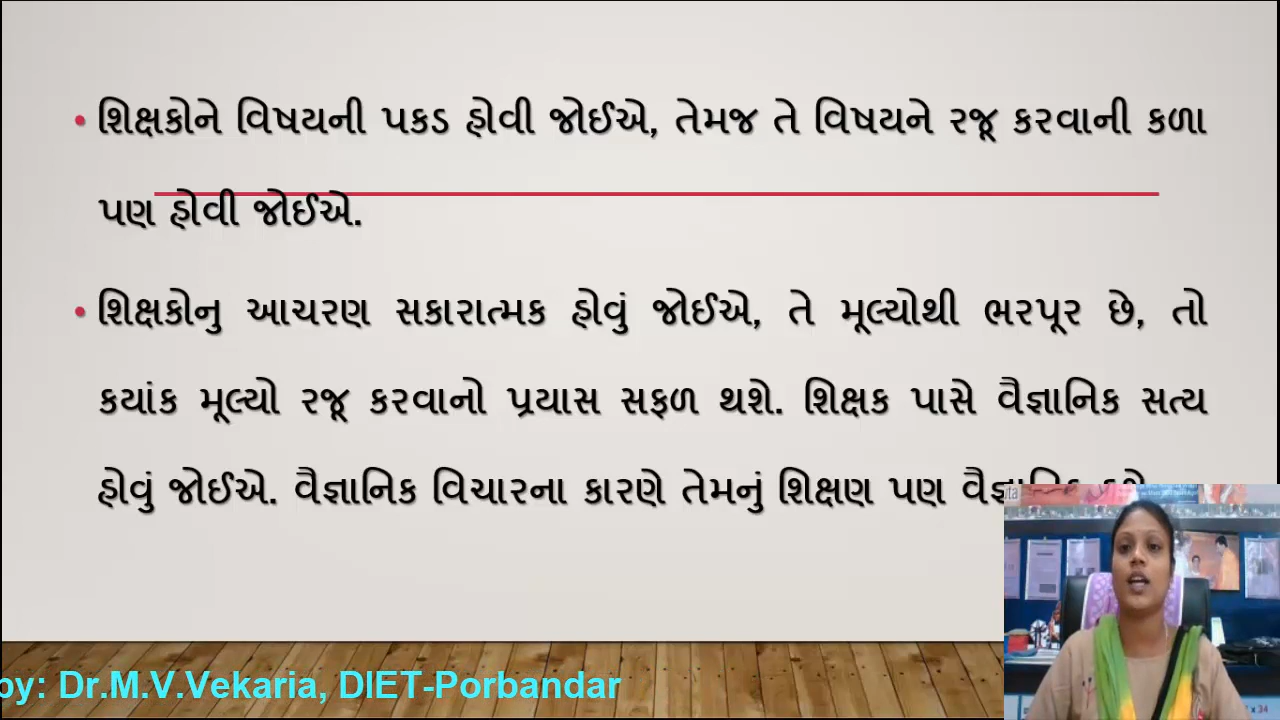 • શિક્ષકોને વિષયની પકડ હોવી જોઈએ, તેમજ તે વિષયને રજૂ કરવાની કળા
પણ હોવી જોઈએ.
• શિક્ષકોનુ આચરણ સકારાત્મક હોવું જોઈએ, તે મૂલ્યોથી ભરપૂર છે, તો
કયાંક મૂલ્યો રજૂ કરવાનો પ્રયાસ સફળ થશે. શિક્ષક પાસે વૈજ્ઞાનિક સત્ય
હોવું જોઈએ. વૈજ્ઞાનિક વિચારના કારણે તેમનું શિક્ષણ પણ
by: Dr.M.V.Vekaria, DIET-Porbandar